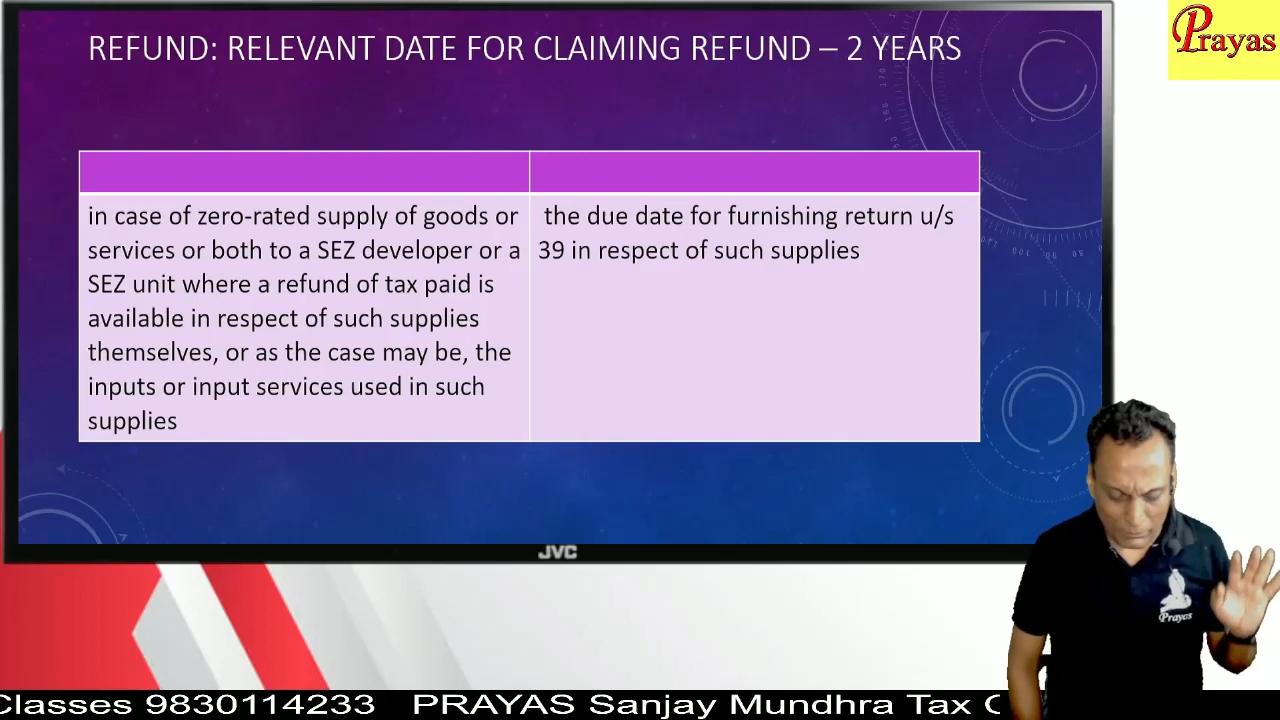 REFUND: RELEVANT DATE FOR CLAIMING REFUND – 2 YEARS
Prayas
in case of zero-rated supply of goods or
services or both to a SEZ developer or a
SEZ unit where a refund of tax paid is
available in respect of such supplies
themselves, or as the case may be, the
inputs or input services used in such
supplies
the due date for furnishing return u/s
39 in respect of such supplies
JVC
Prayas
Classes 9830114233 PRAYAS Sanjay Mundhra Tax C